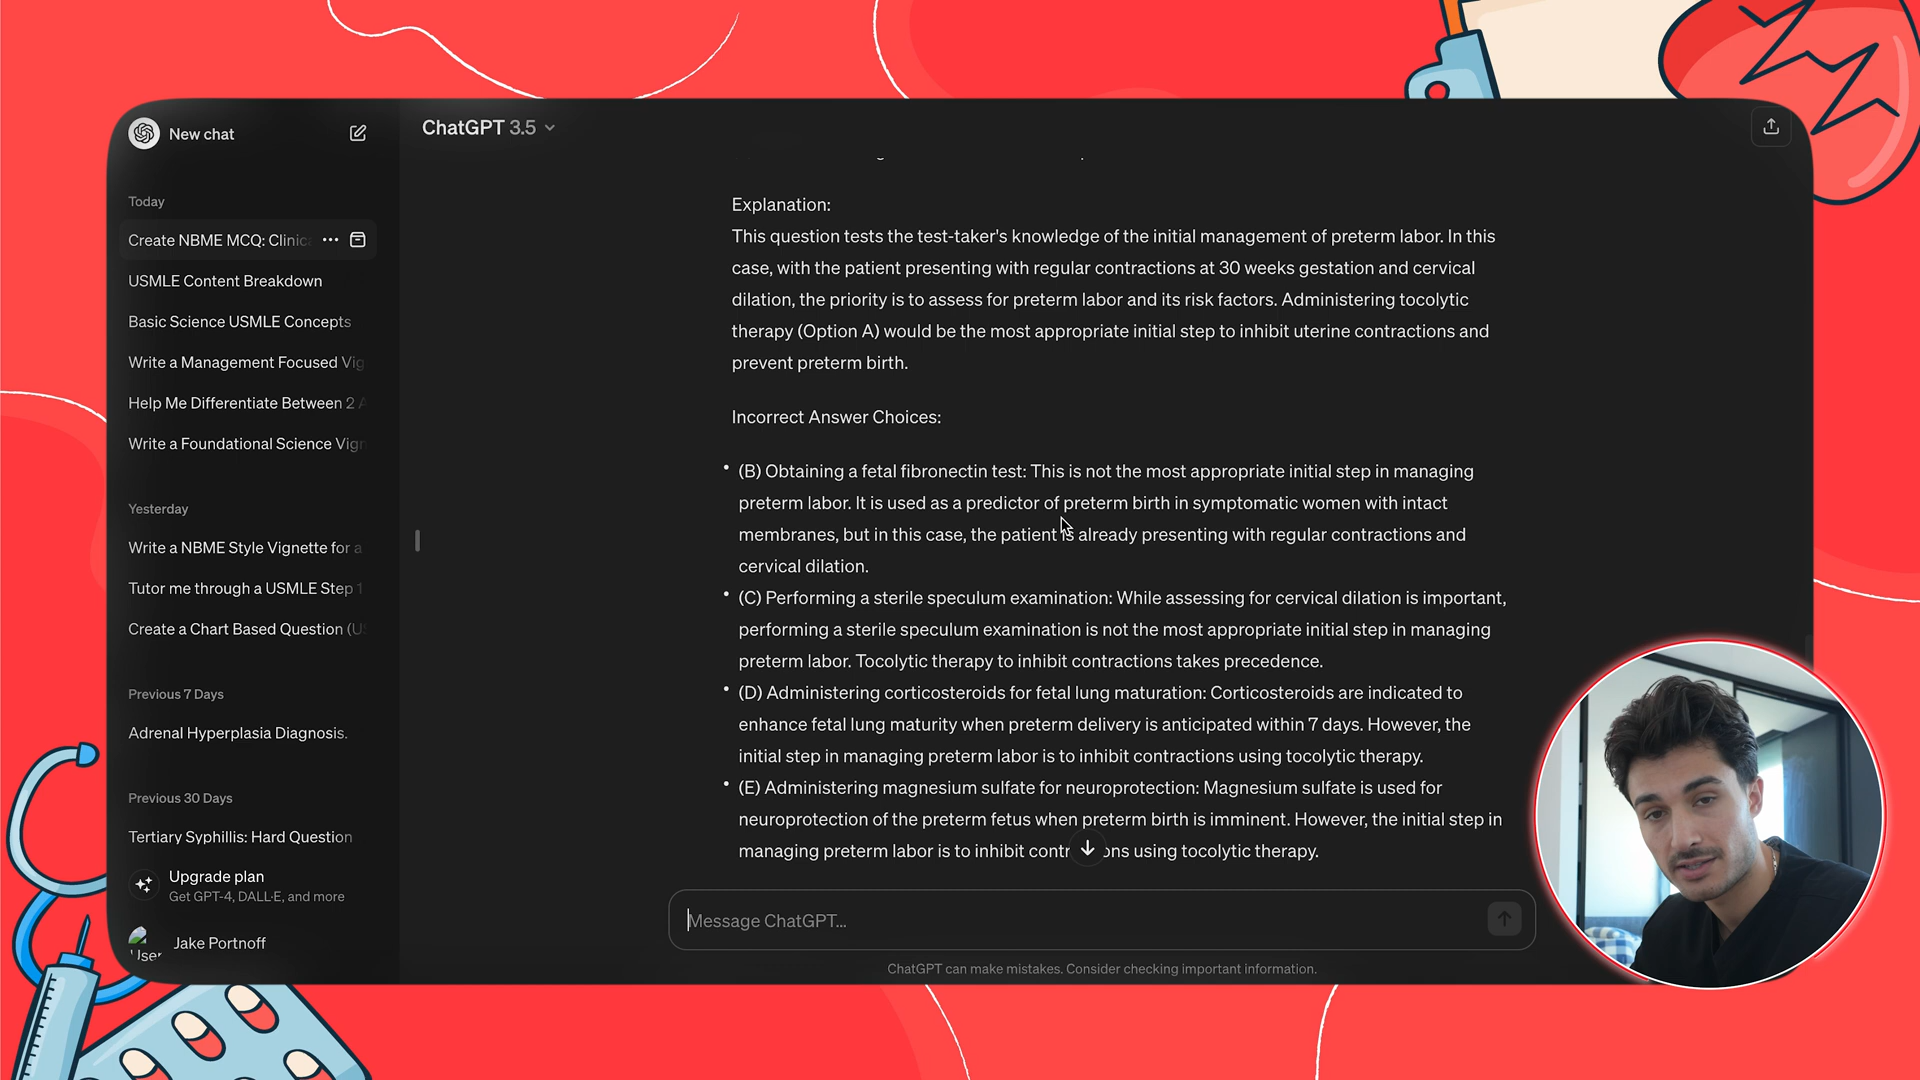 New chat
Today
Create NBME MCQ: Clinic
USMLE Content Breakdown
Basic Science USMLE Concepts
Write a Management Focused Vig
Help Me Differentiate Between 2 A
Write a Foundational Science Vign
Yesterday
Write a NBME Style Vignette for a
Tutor me through a USMLE Step 1
Create a Chart Based Question (US
Previous 7 Days
Adrenal Hyperplasia Diagnosis.
Previous 30 Days
Tertiary Syphillis: Hard Question
Upgrade plan
Get GPT-4, DALL·E, and more
User
Jake Portnoff
ChatGPT 3.5
Explanation:
This question tests the test-taker's knowledge of the initial management of preterm labor. In this
case, with the patient presenting with regular contractions at 30 weeks gestation and cervical
dilation, the priority is to assess for preterm labor and its risk factors. Administering tocolytic
therapy (Option A) would be the most appropriate initial step to inhibit uterine contractions and
prevent preterm birth.
Incorrect Answer Choices:
• (B) Obtaining a fetal fibronectin test: This is not the most appropriate initial step in managing
preterm labor. It is used as a predictor of preterm birth in symptomatic women with intact
membranes, but in this case, the patient is already presenting with regular contractions and
cervical dilation.
• (C) Performing a sterile speculum examination: While assessing for cervical dilation is important,
performing a sterile speculum examination is not the most appropriate initial step in managing
preterm labor. Tocolytic therapy to inhibit contractions takes precedence.
• (D) Administering corticosteroids for fetal lung maturation: Corticosteroids are indicated to
enhance fetal lung maturity when preterm delivery is anticipated within 7 days. However, the
initial step in managing preterm labor is to inhibit contractions using tocolytic therapy.
• (E) Administering magnesium sulfate for neuroprotection: Magnesium sulfate is used for
neuroprotection of the preterm fetus when preterm birth is imminent. However, the initial step in
managing preterm labor is to inhibit contr ons using tocolytic therapy.
Message ChatGPT...
ChatGPT can make mistakes. Consider checking important information.